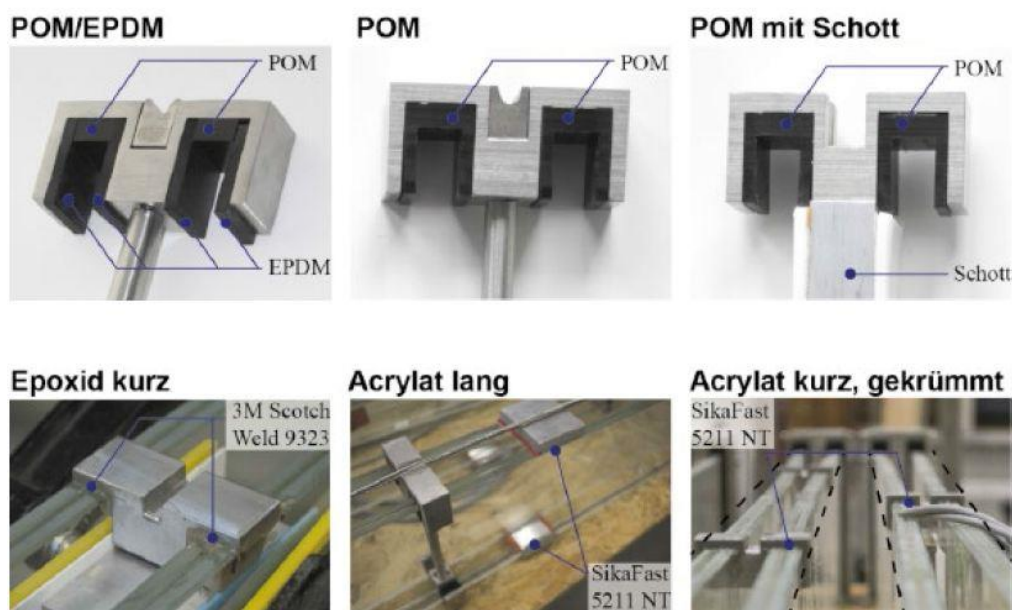 POM/EPDM
POM
EPDM
POM
POM
POM mit Schott
POM
Schott
Epoxid kurz
3M Scotch
Weld 9323
Acrylat lang
SikaFast
5211 NT
Acrylat kurz, gekrümmt
SikaFast
5211 NT